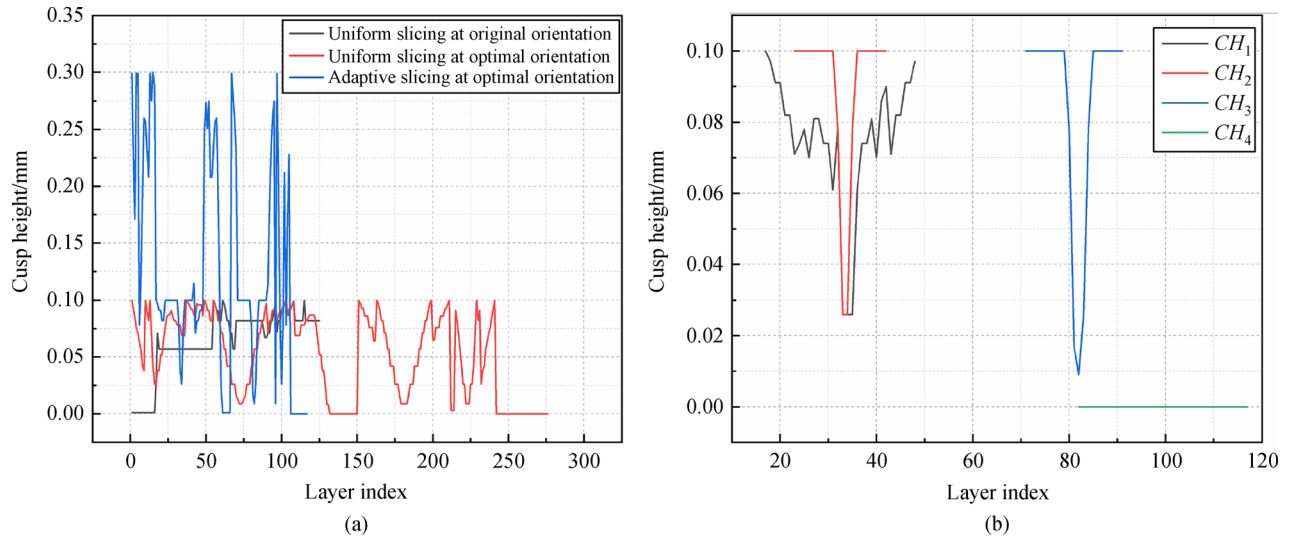 0.35
0.30
0.25
0.20
0.15
0.10
0.05
0.00
Cusp height/mm
Uniform slicing at original orientation
Uniform slicing at optimal orientation
Adaptive slicing at optimal orientation
0 50 100 150 200 250 300
Layer index
(a)
0.10
0.08
0.06
0.04
0.02
0.00
Cusp height/mm
CH1
CH2
CH3
CH4
20 40 60 80 100 120
Layer index
(b)